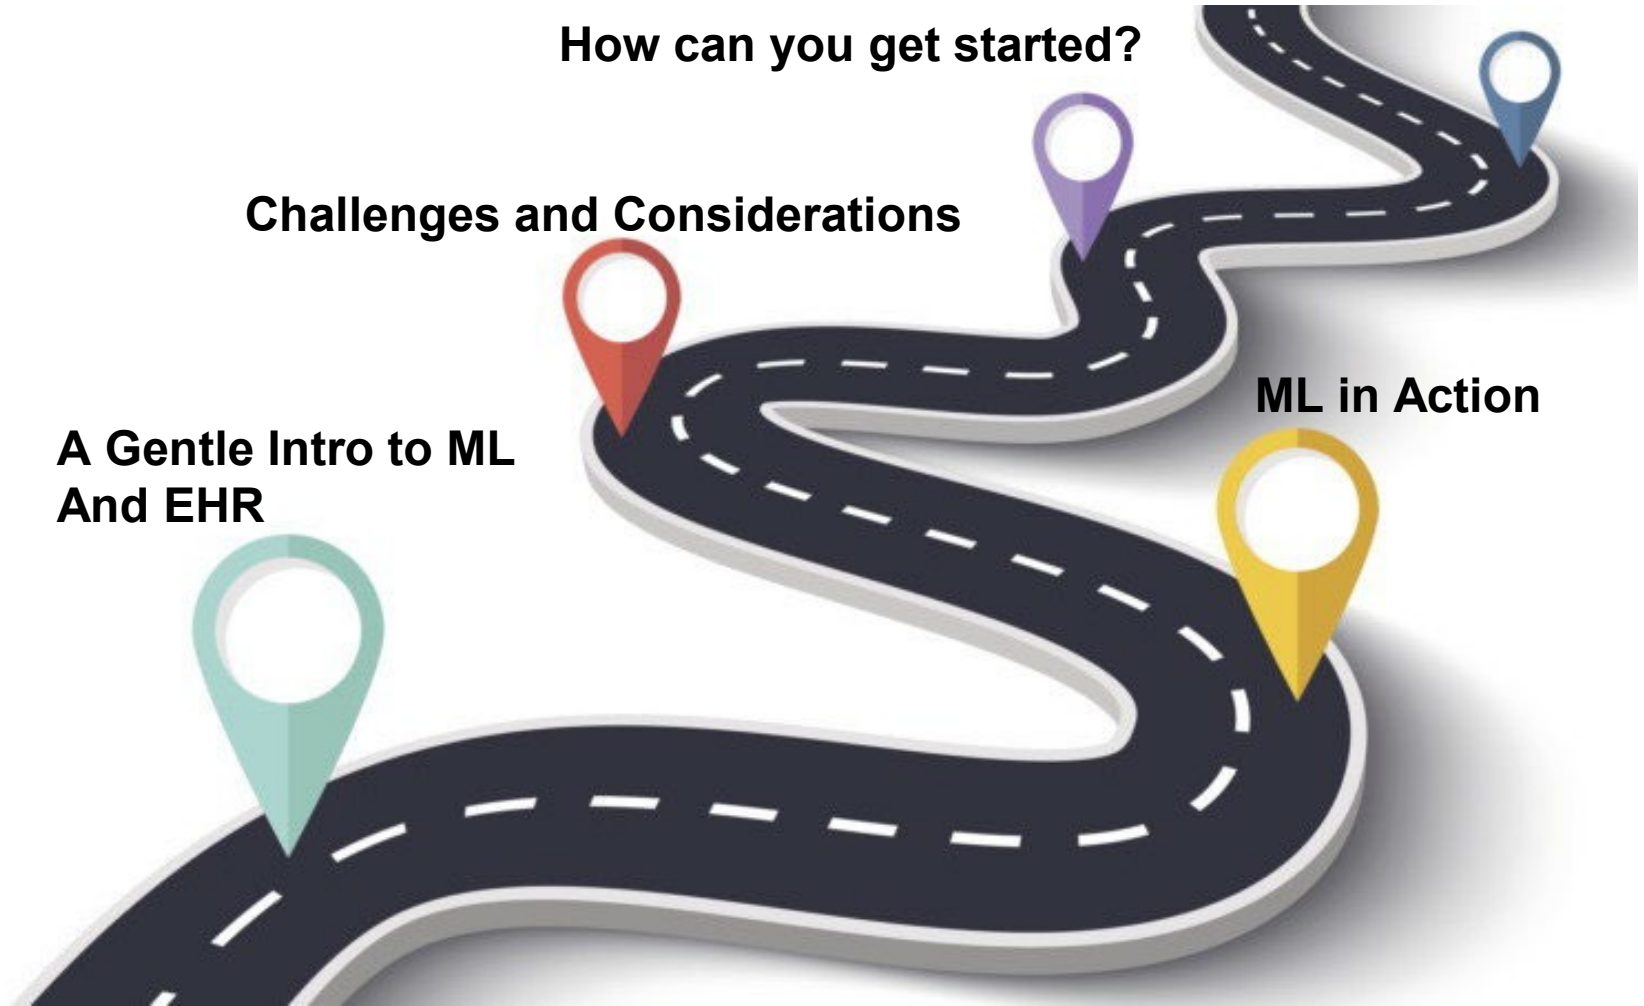 How can you get started?
Challenges and Considerations
ML in Action
A Gentle Intro to ML
And EHR